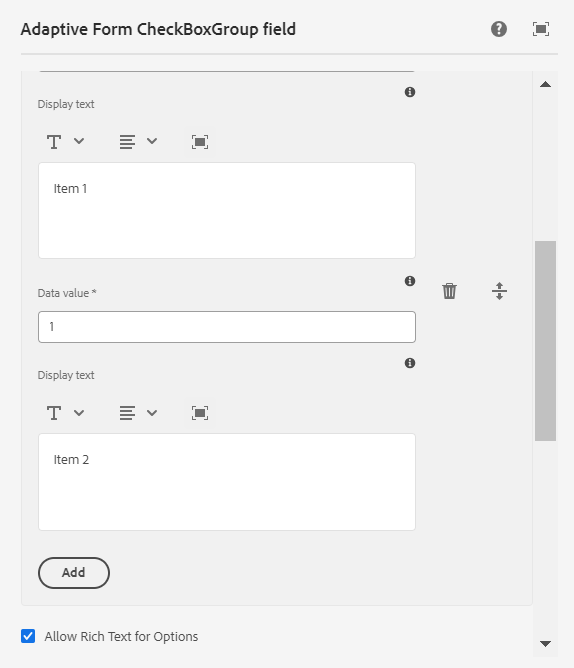 Adaptive Form CheckBoxGroup field
Display text
Item 1
Data value *
1
Display text
Item 2
Add
Allow Rich Text for Options